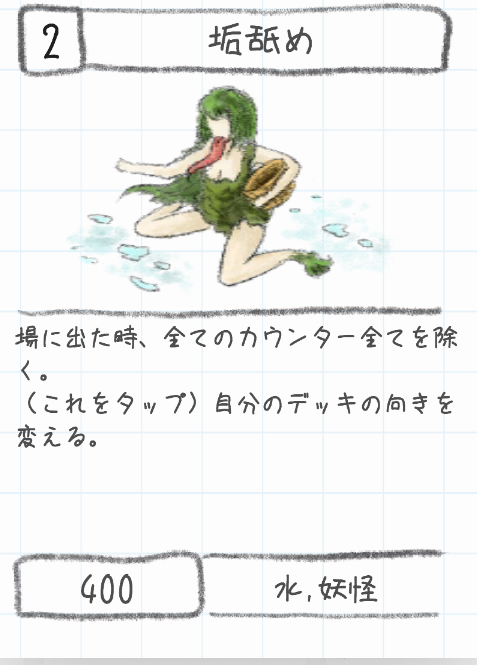 2
垢舐め
場に出た時、全てのカウンター全てを除
く。
（これをタップ）自分のデッキの向きを
変える。
400
水,妖怪